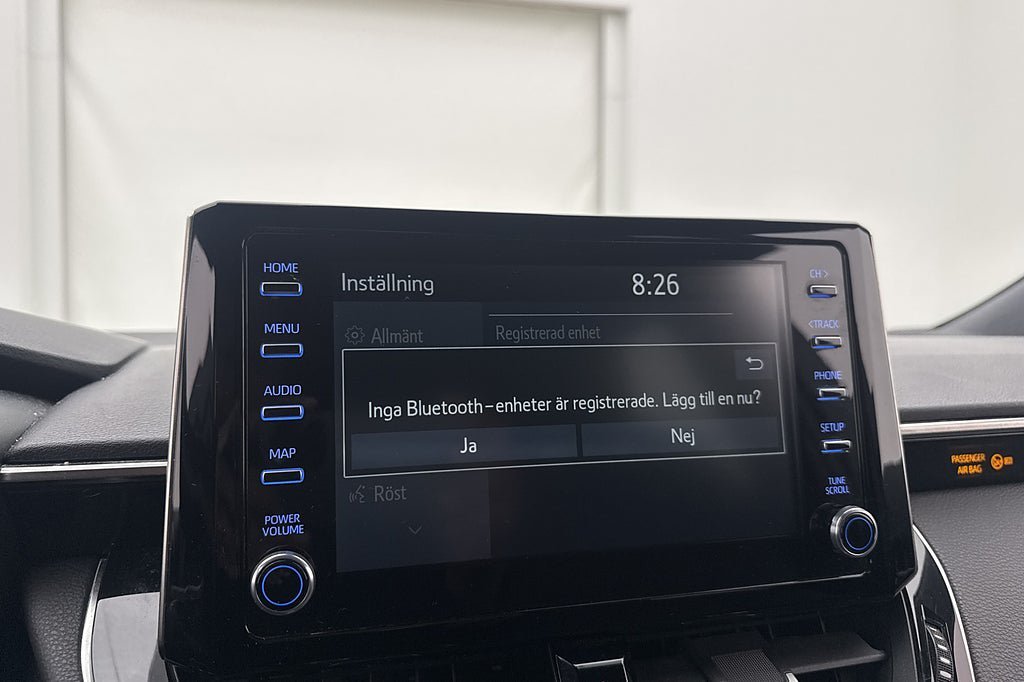 HOME
MENU
AUDIO
MAP
POWER
VOLUME
Inställning
8:26
Allmänt
Registrerad enhet
Inga Bluetooth-enheter är registrerade. Lägg till en nu?
Ja
Nej
Röst
CH >
< TRACK
PHONE
SETUP
TUNE
SCROLL
PASSENGER
AIR BAG